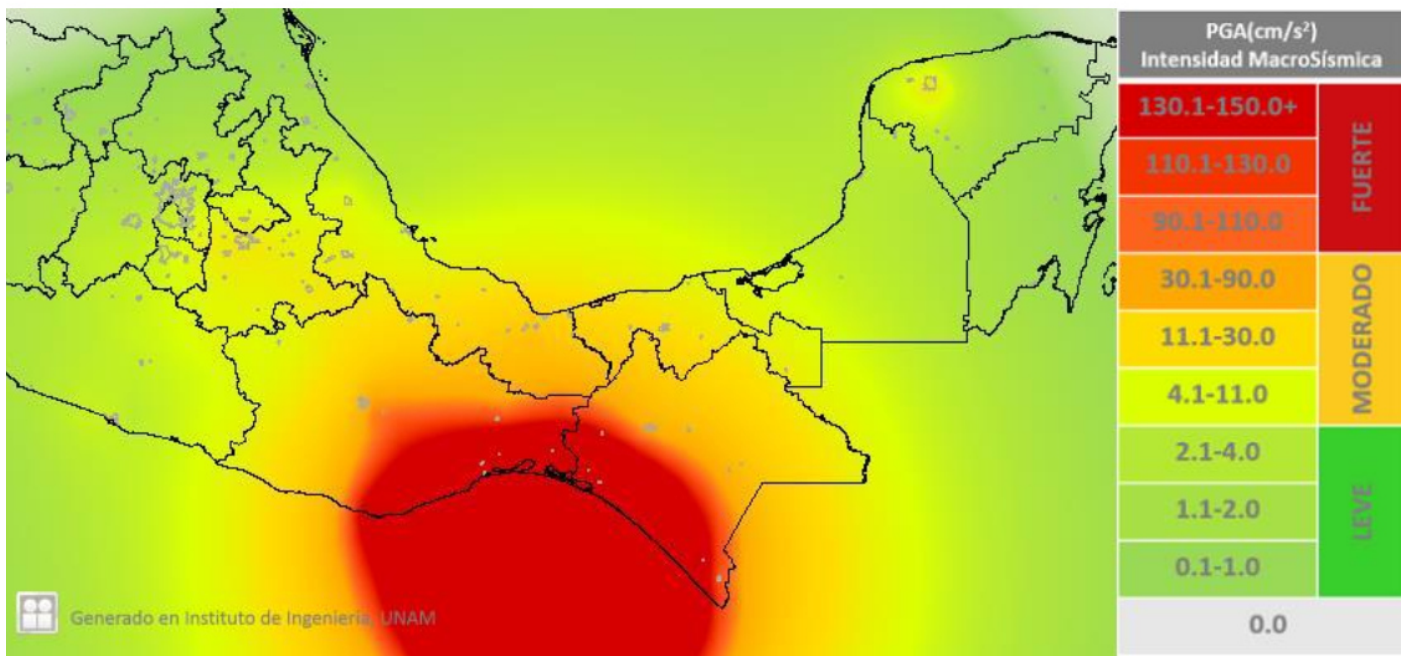 PGA(cm/s²)
Intensidad MacroSísmica
130.1-150.0+
110.1-130.0
90.1-110.0
FUERTE
30.1-90.0
11.1-30.0
4.1-11.0
MODERADO
2.1-4.0
1.1-2.0
0.1-1.0
LEVE
0.0
Generado en Instituto de Ingeniería, UNAM